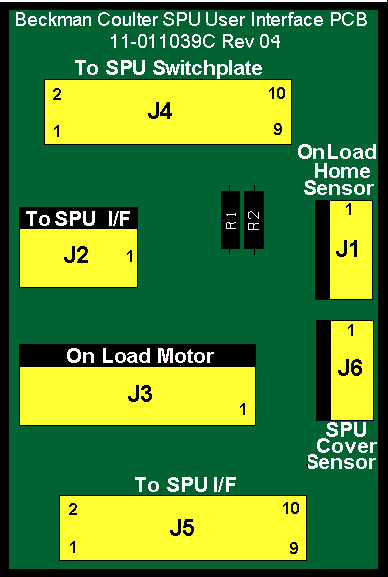 Beckman Coulter SPU User Interface PCB
11-011039C Rev 04
To SPU Switchplate
2 10
J4
1 9
OnLoad
Home
Sensor
R1 R2
1
J1
To SPU I/F
J2 1
1
J6
SPU
Cover
Sensor
On Load Motor
J3
1
To SPU I/F
2 10
J5
1 9